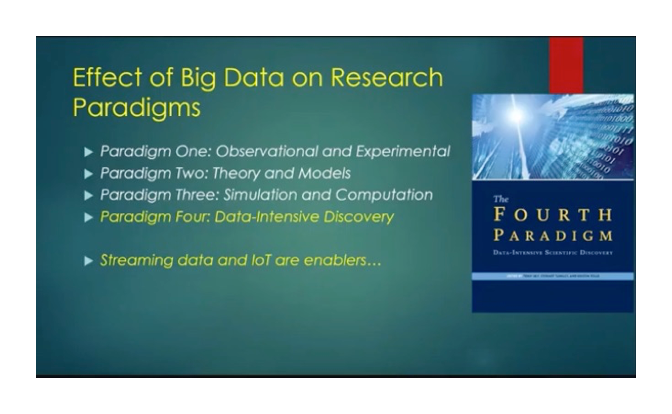 Effect of Big Data on Research
Paradigms
Paradigm One: Observational and Experimental
Paradigm Two: Theory and Models
Paradigm Three: Simulation and Computation
Paradigm Four: Data-Intensive Discovery
Streaming data and IoT are enablers...
The
FOURTH
PARADIGM
DATA-INTENSIVE SCIENTIFIC DISCOVERY